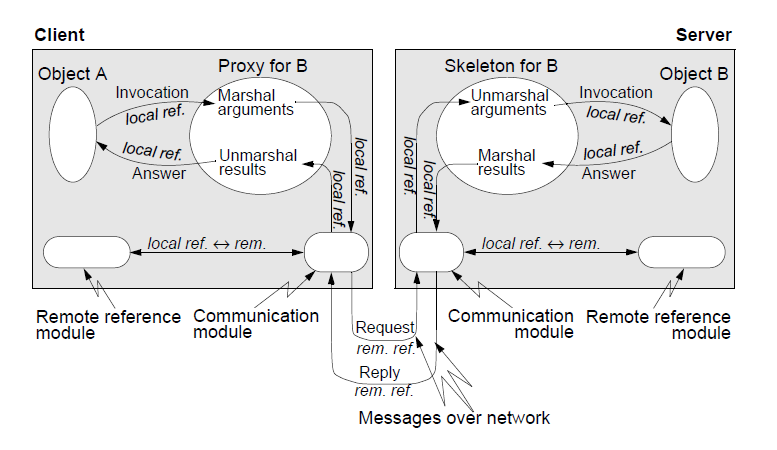 Client
Server
Object A
Proxy for B
Skeleton for B
Object B
Invocation
local ref.
Marshal
arguments
local ref.
Answer
Unmarshal
results
local ref.
local ref.
Unmarshal
arguments
Invocation
local ref.
Marshal
results
local ref.
Answer
local ref.
local ref.
local ref. ↔ rem.
local ref. ↔ rem.
Remote reference
module
Communication
module
Communication
module
Remote reference
module
Request
rem. ref.
Reply
rem. ref.
Messages over network